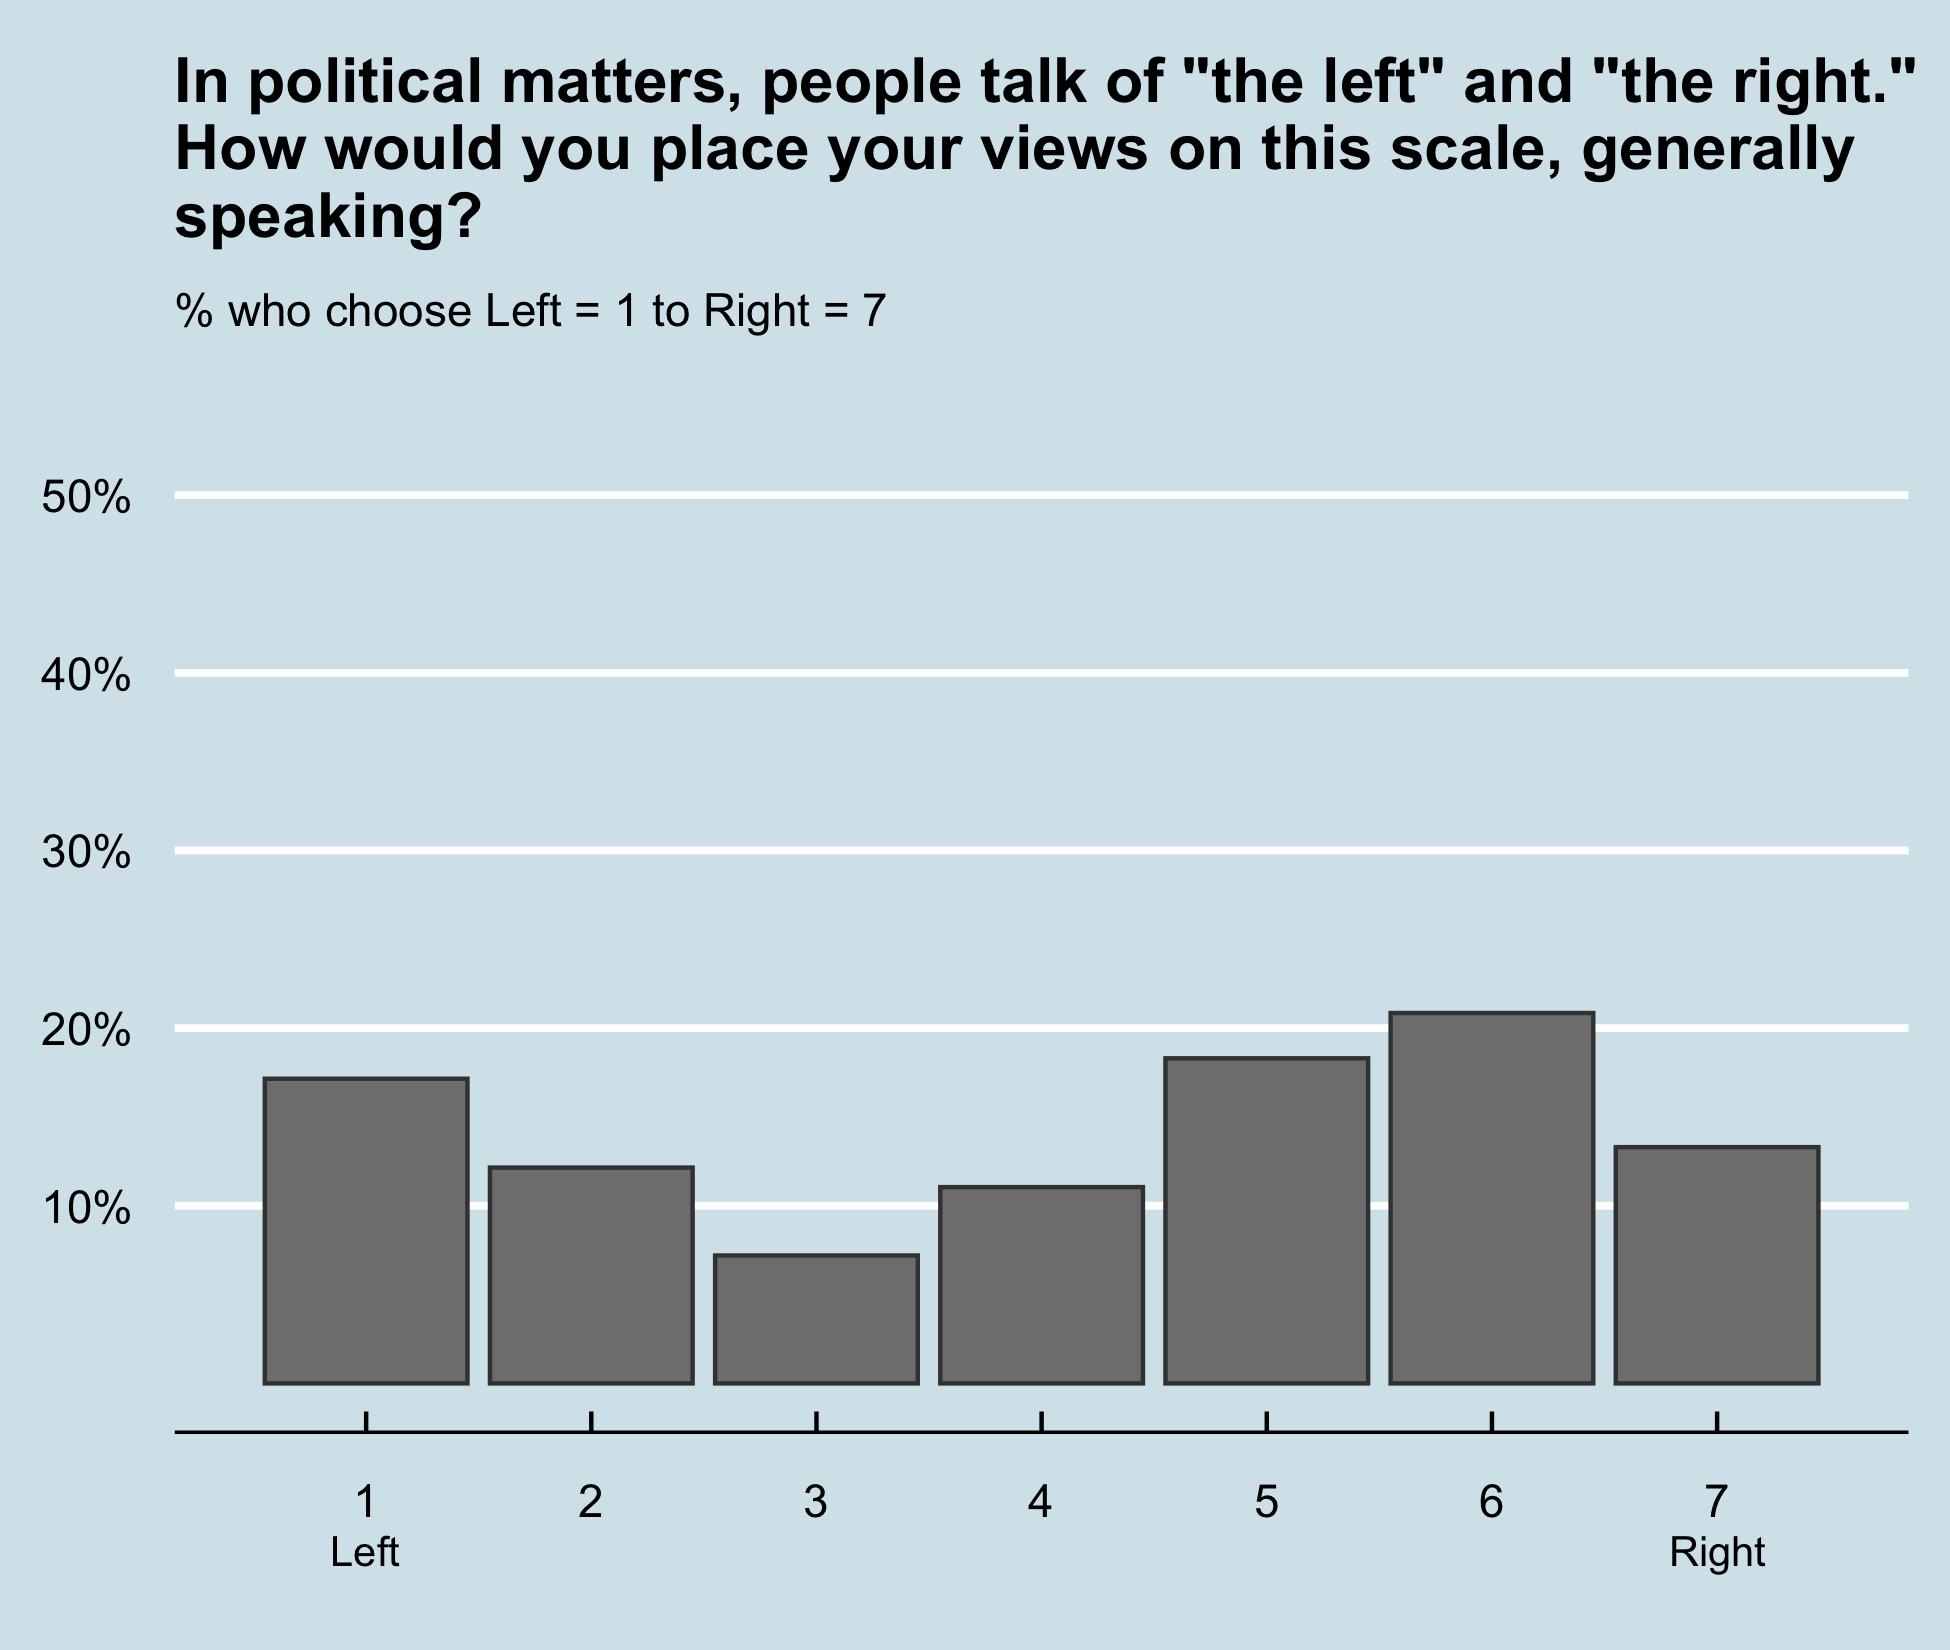 In political matters, people talk of "the left" and "the right."
How would you place your views on this scale, generally
speaking?
% who choose Left = 1 to Right = 7
50%
40%
30%
20%
10%
1 2 3 4 5 6 7
Left Right